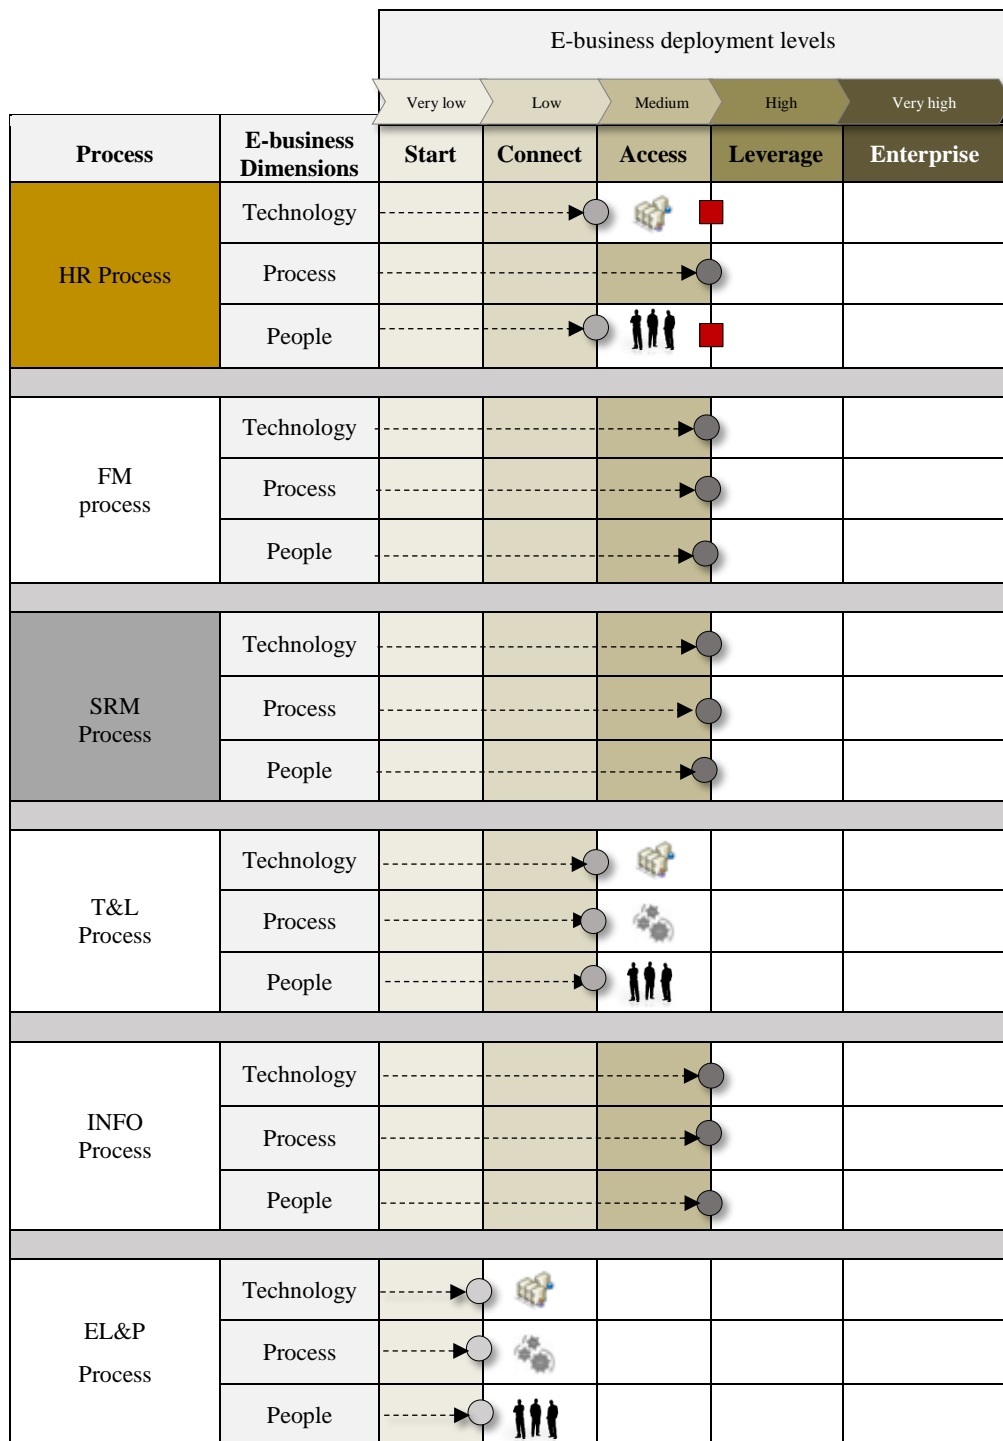 E-business deployment levels
Very low
Low
Medium
High
Very high
Process
E-business
Dimensions
Start
Connect
Access
Leverage
Enterprise
HR Process
Technology
Process
People
FM
process
Technology
Process
People
SRM
Process
Technology
Process
People
T&L
Process
Technology
Process
People
INFO
Process
Technology
Process
People
EL&P
Process
Technology
Process
People